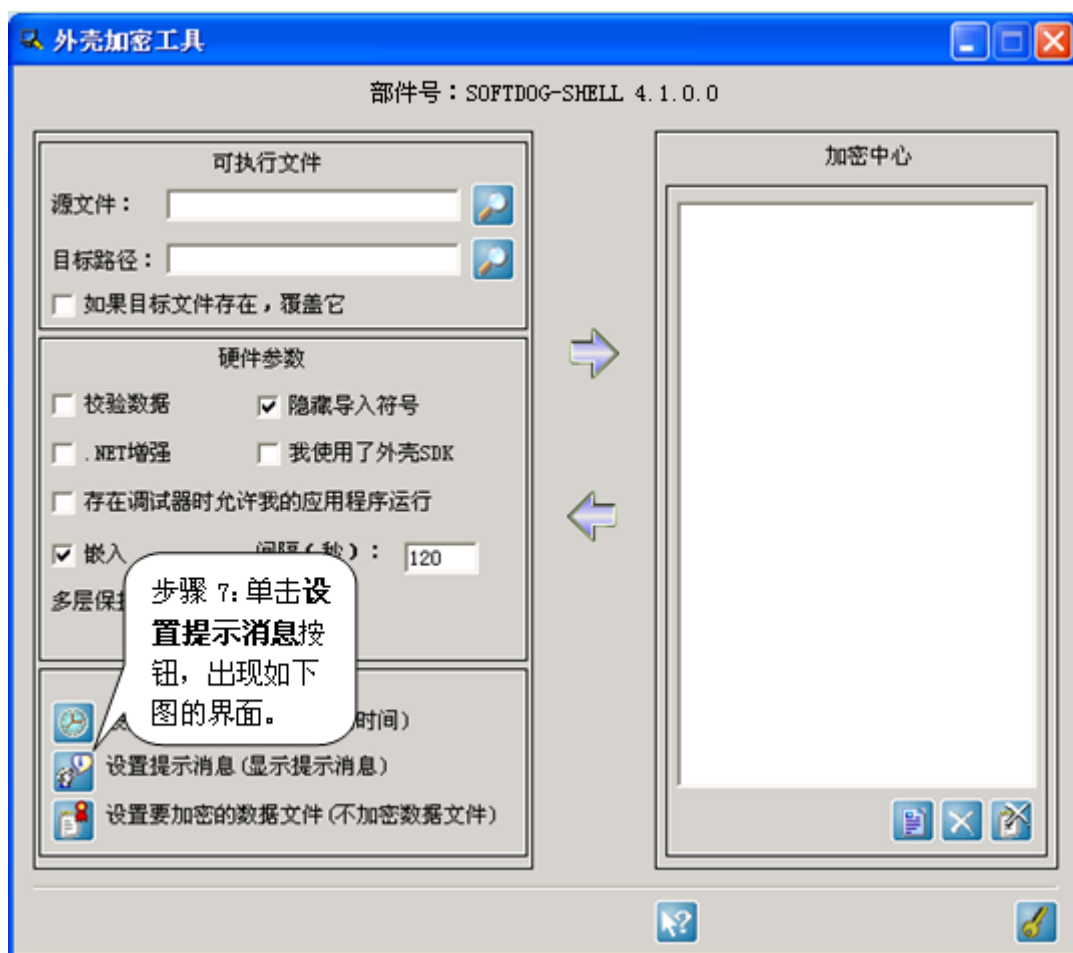 外壳加密工具
部件号：SOFTDOG-SHELL 4.1.0.0
可执行文件
源文件：
目标路径：
如果目标文件存在，覆盖它
硬件参数
校验数据
隐藏导入符号
.NET增强
我使用了外壳SDK
存在调试器时允许我的应用程序运行
嵌入
间隔(秒)：
120
多层保
步骤 7：单击设
置提示消息按
钮，出现如下
图的界面。
时间)
设置提示消息(显示提示消息)
设置要加密的数据文件(不加密数据文件)
加密中心